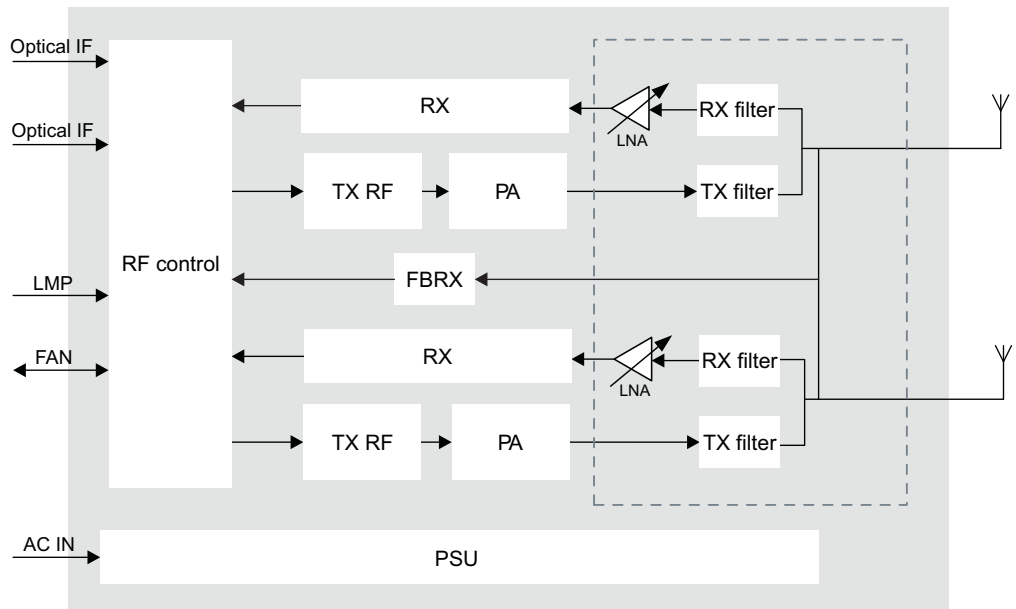 Optical IF
Optical IF
LMP
FAN
AC IN
RF control
RX
LNA
RX filter
TX RF
PA
TX filter
FBRX
RX
LNA
RX filter
TX RF
PA
TX filter
PSU